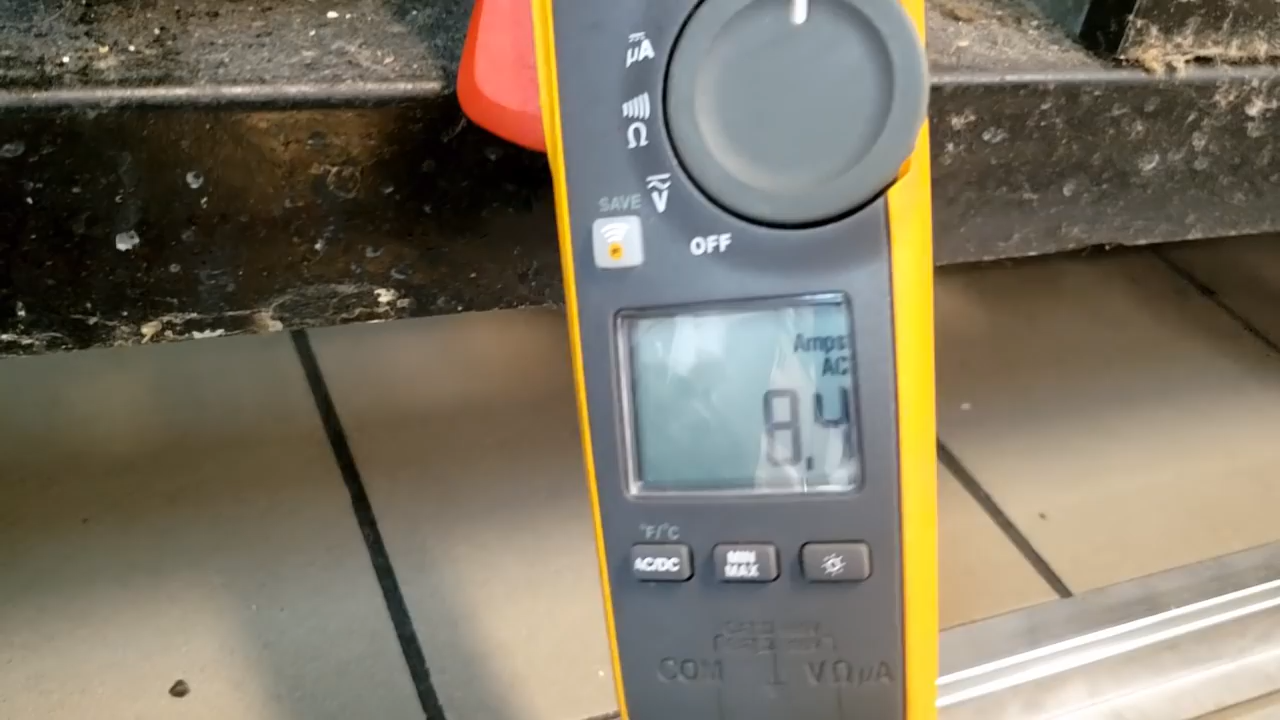 μA
Ω
V
SAVE
OFF
Amps
AC
8.4
°F/°C
AC/DC
MIN
MAX
COM
VΩμA